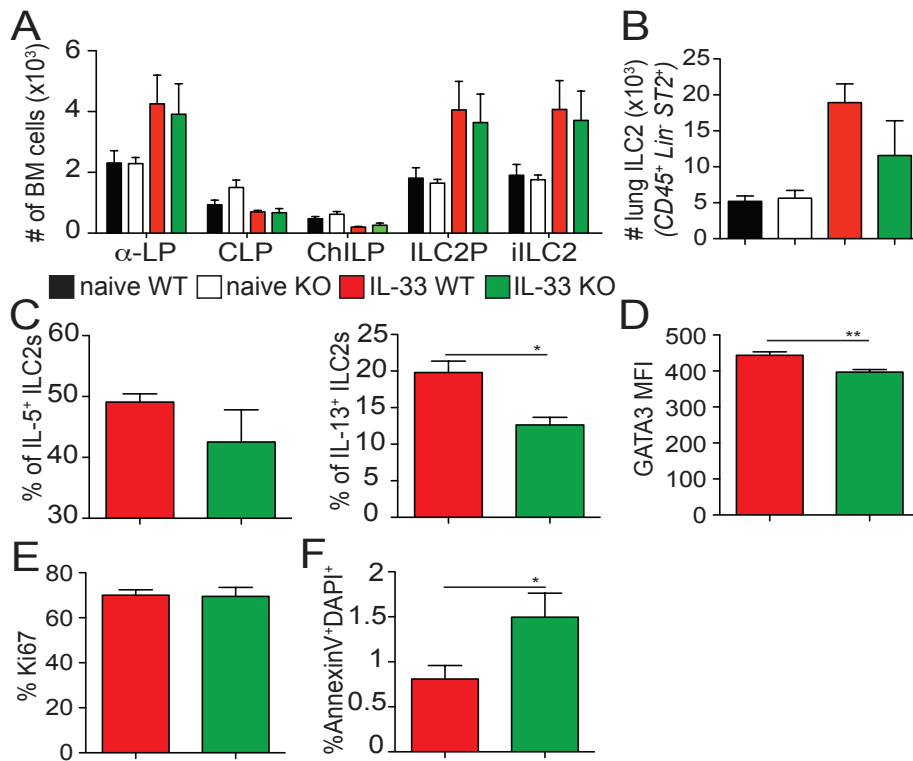 A
# of BM cells (x10³)
6
4
2
0
α-LP CLP ChILP ILC2P iILC2
B
# lung ILC2 (x10³)
(CD45⁺ Lin⁻ ST2⁺)
25
20
15
10
5
0
naive WT naive KO IL-33 WT IL-33 KO
C
% of IL-5⁺ ILC2s
60
50
40
30
% of IL-13⁺ ILC2s
25
20
15
10
5
0
*
D
GATA3 MFI
500
400
300
200
100
0
**
E
% Ki67
80
60
40
20
0
F
%AnnexinV⁺DAPI⁺
2
1.5
1
0.5
0
*